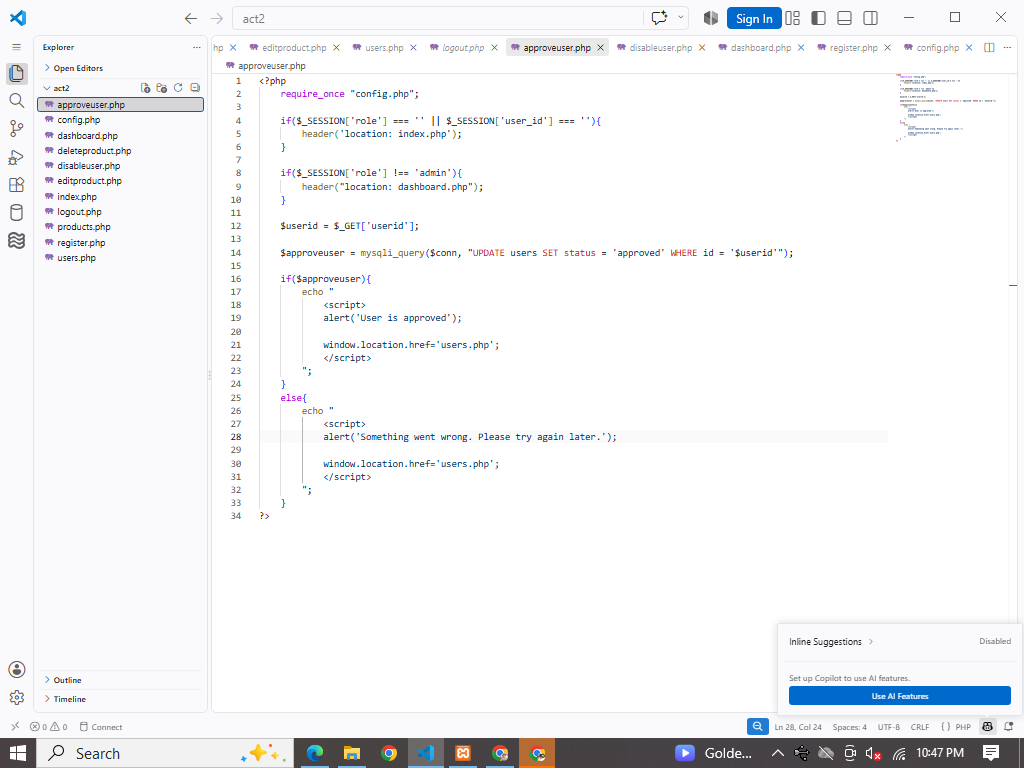 act2
Sign In
Explorer
Open Editors
act2
approveuser.php
config.php
dashboard.php
deleteproduct.php
disableuser.php
editproduct.php
index.php
logout.php
products.php
register.php
users.php
Outline
Timeline
hp
editproduct.php
users.php
logout.php
approveuser.php
disableuser.php
dashboard.php
register.php
config.php
approveuser.php
1 <?php
2 require_once "config.php";
3
4 if($_SESSION['role'] === '' || $_SESSION['user_id'] === ''){
5 header('location: index.php');
6 }
7
8 if($_SESSION['role'] !== 'admin'){
9 header("location: dashboard.php");
10 }
11
12 $userid = $_GET['userid'];
13
14 $approveuser = mysqli_query($conn, "UPDATE users SET status = 'approved' WHERE id = '$userid'");
15
16 if($approveuser){
17 echo "
18 <script>
19 alert('User is approved');
20
21 window.location.href='users.php';
22 </script>
23 ";
24 }
25 else{
26 echo "
27 <script>
28 alert('Something went wrong. Please try again later.');
29
30 window.location.href='users.php';
31 </script>
32 ";
33 }
34 ?>
Inline Suggestions
Disabled
Set up Copilot to use AI features.
Use AI Features
0 0 Connect
Ln 28, Col 24 Spaces: 4 UTF-8 CRLF { } PHP
Search
Golde...
10:47 PM